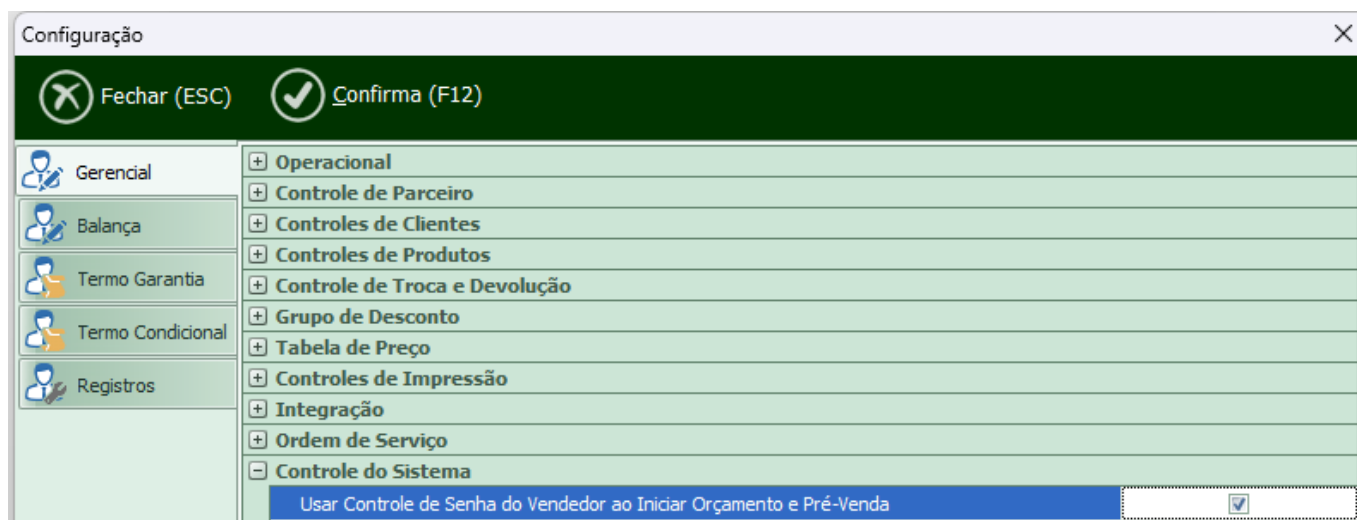 Configuração
Fechar (ESC)
Confirma (F12)
Gerencial
Balança
Termo Garantia
Termo Condicional
Registros
Operacional
Controle de Parceiro
Controles de Clientes
Controles de Produtos
Controle de Troca e Devolução
Grupo de Desconto
Tabela de Preço
Controles de Impressão
Integração
Ordem de Serviço
Controle do Sistema
Usar Controle de Senha do Vendedor ao Iniciar Orçamento e Pré-Venda